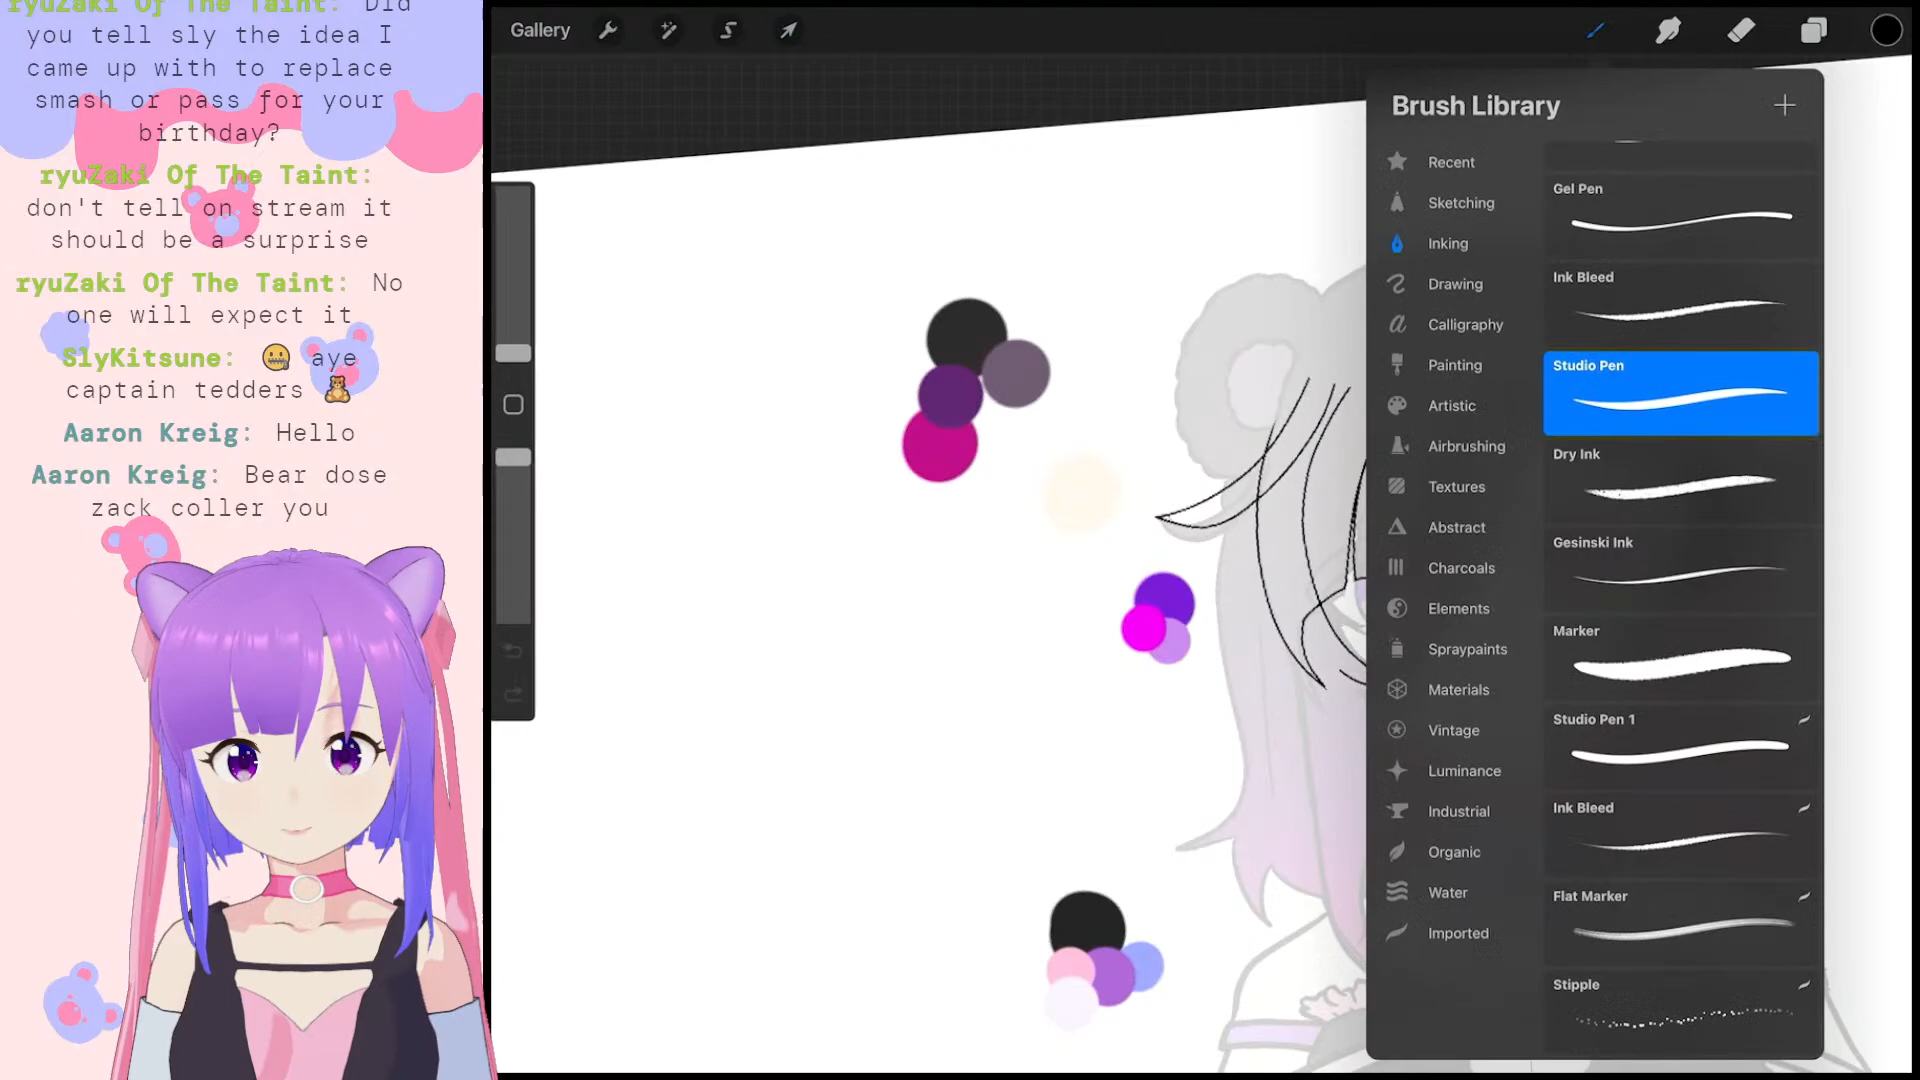 ryuZaki Of The Taint: Did
you tell sly the idea I
came up with to replace
smash or pass for your
birthday?
ryuZaki Of The Taint:
don't tell on stream it
should be a surprise
ryuZaki Of The Taint: No
one will expect it
SlyKitsune: 🤐 aye
captain tedders 🧸
Aaron Kreig: Hello
Aaron Kreig: Bear dose
zack coller you
Gallery
Brush Library
Recent
Sketching
Inking
Drawing
Calligraphy
Painting
Artistic
Airbrushing
Textures
Abstract
Charcoals
Elements
Spraypaints
Materials
Vintage
Luminance
Industrial
Organic
Water
Imported
Gel Pen
Ink Bleed
Studio Pen
Dry Ink
Gesinski Ink
Marker
Studio Pen 1
Ink Bleed
Flat Marker
Stipple